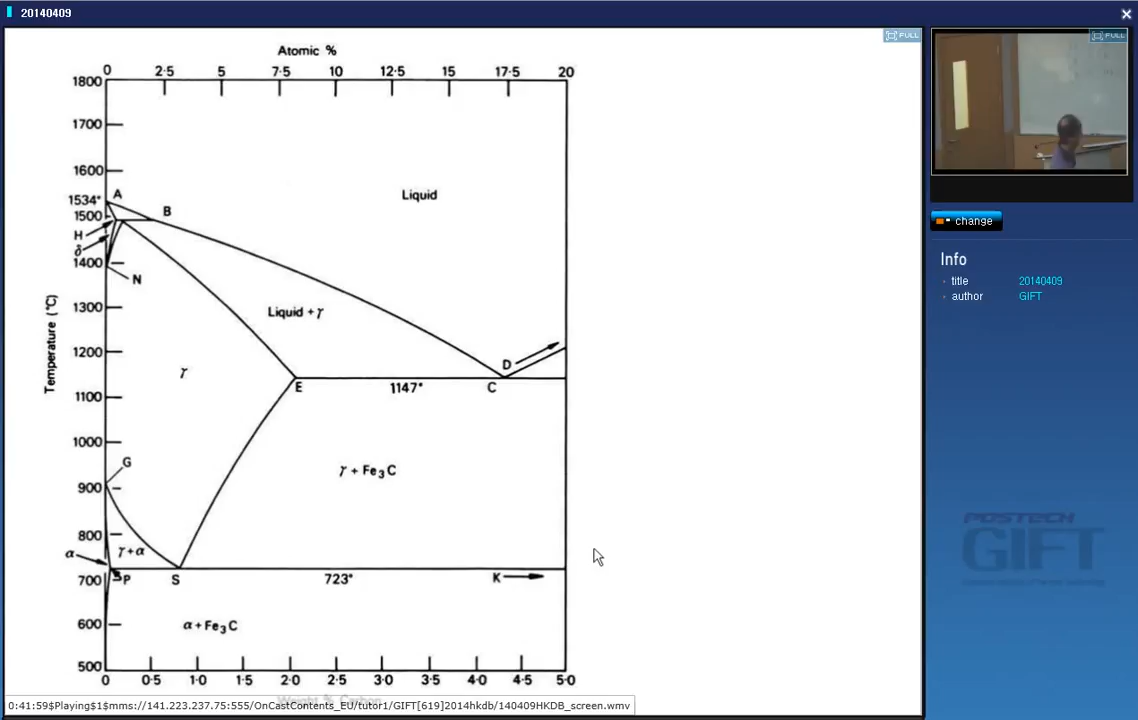 20140409
Atomic %
0 2·5 5 7·5 10 12·5 15 17·5 20
1800
1700
1600
1534°
A
Liquid
1500
B
H
δ
1400
N
1300
Liquid + γ
Temperature (°C)
1200
γ
D
E
1147°
C
1100
1000
G
γ + Fe3C
900
800
α
γ+α
700
P
S
723°
K
600
α + Fe3C
500
0 0·5 1·0 1·5 2·0 2·5 3·0 3·5 4·0 4·5 5·0
Weight % Carbon
0:41:59$Playing$1$mms://141.223.237.75:555/OnCastContents_EU/tutor1/GIFT[619]2014hkdb/140409HKDB_screen.wmv
FULL
FULL
change
Info
title 20140409
author GIFT
POSTECH
GIFT